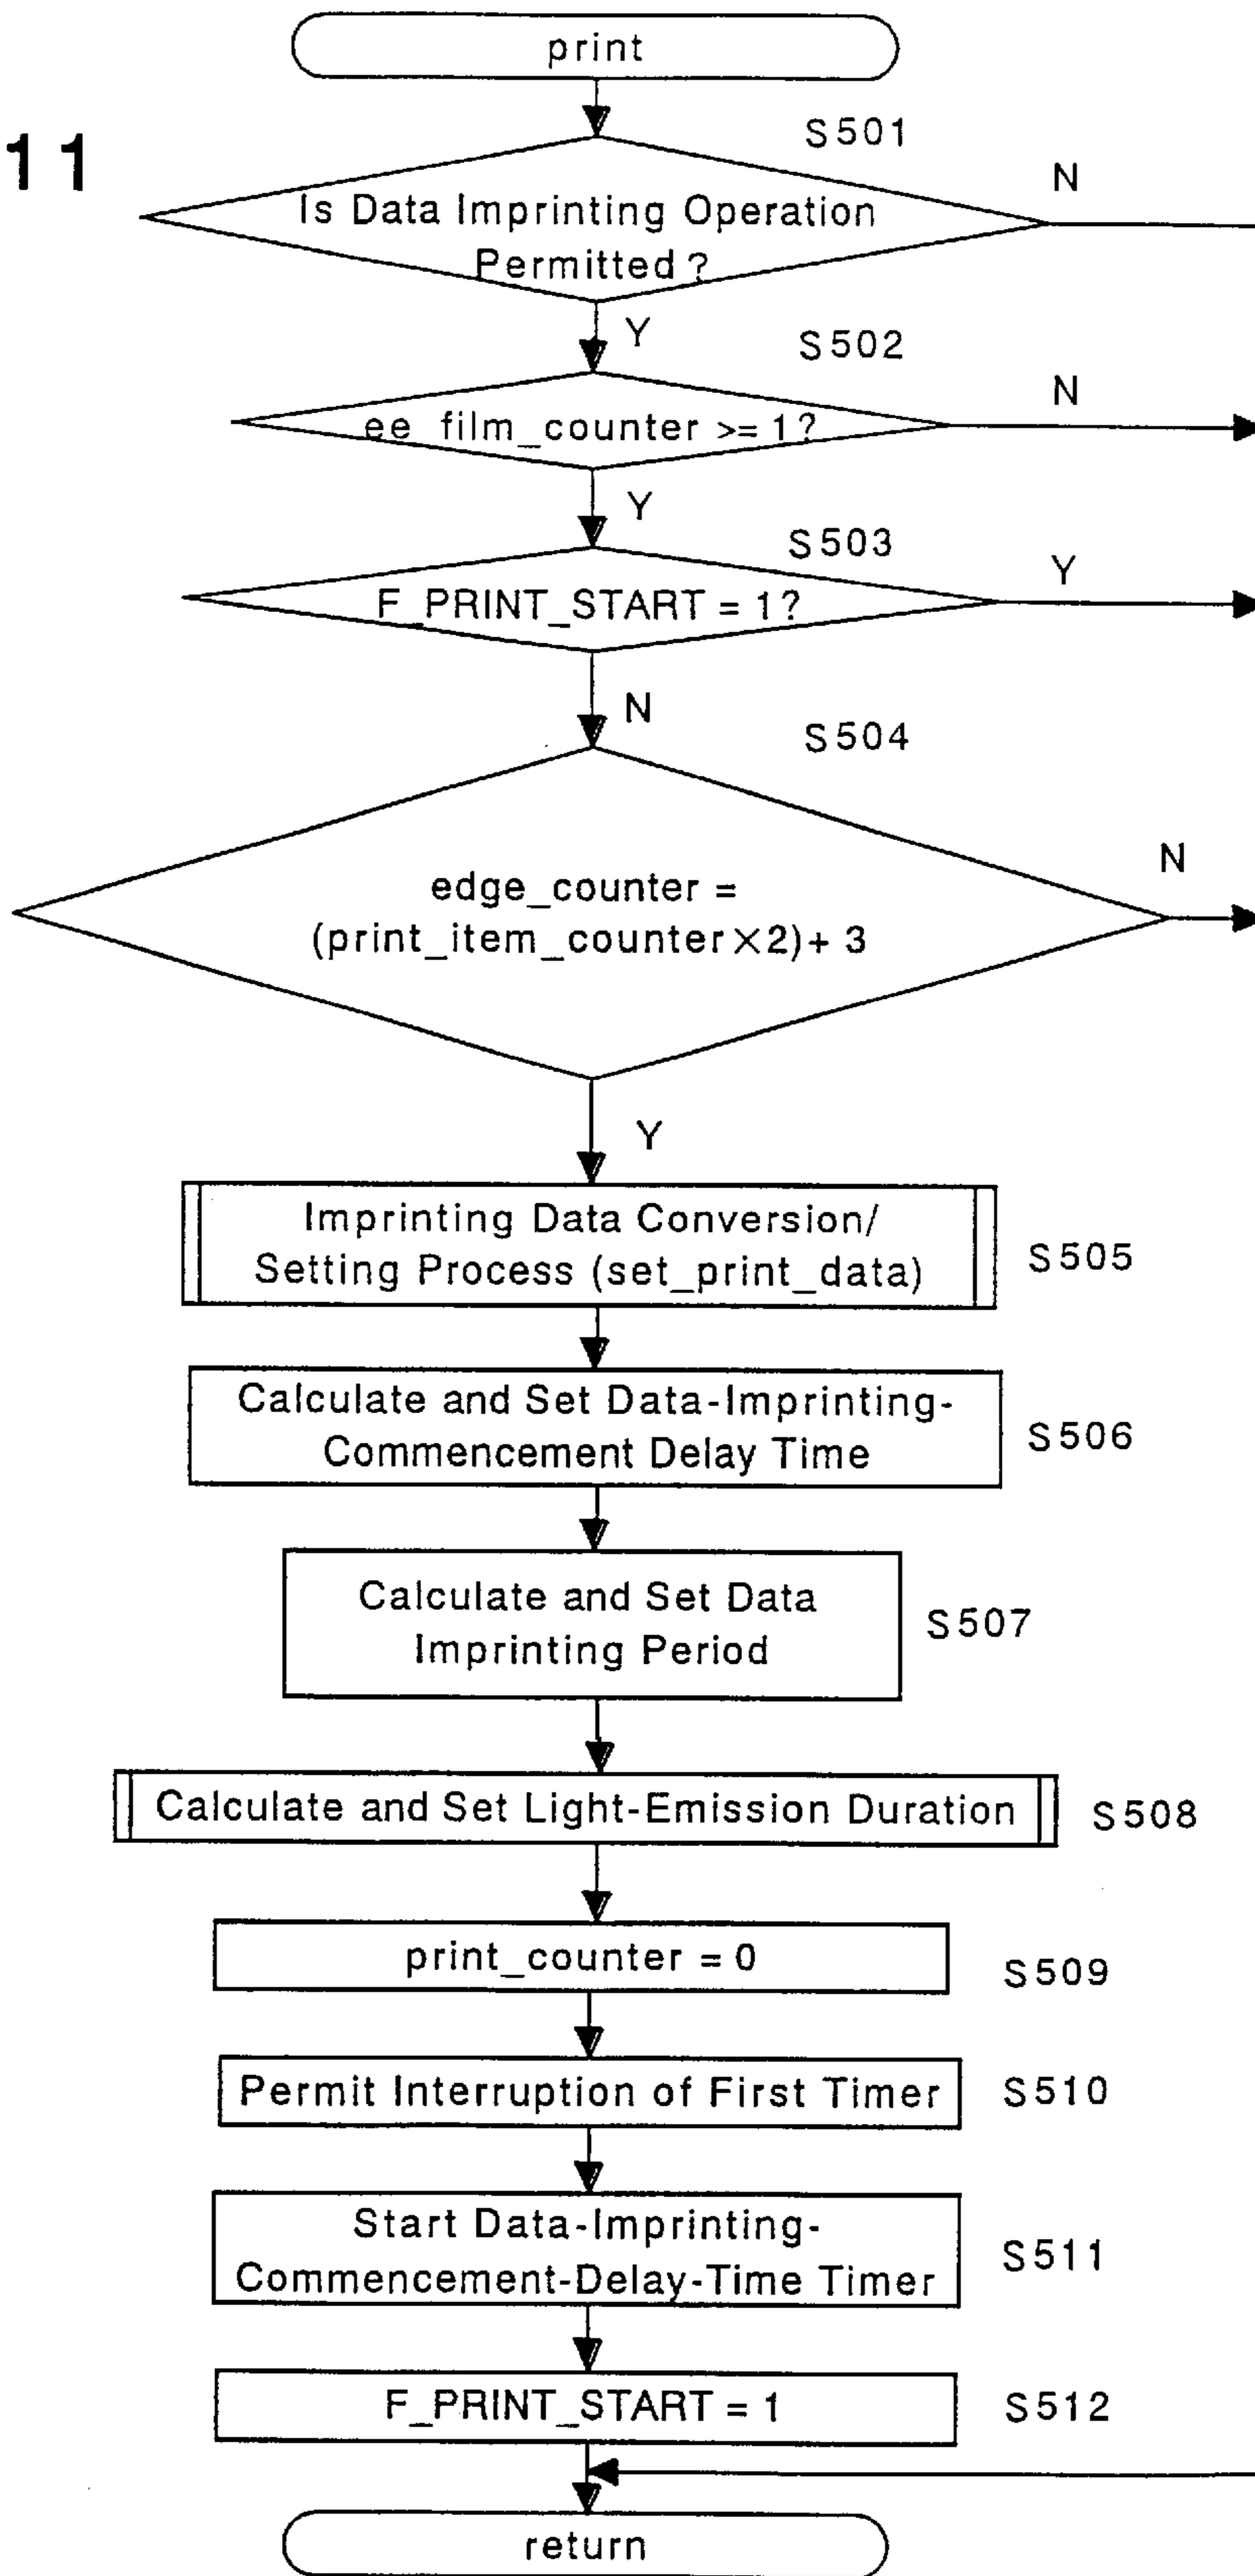 print
11
S501
N
Is Data Imprinting Operation
Permitted?
Y
S502
N
ee_film_counter >= 1?
Y
S503
Y
F_PRINT_START = 1?
N
S504
N
edge_counter =
(print_item_counter×2)+ 3
Y
Imprinting Data Conversion/
Setting Process (set_print_data)
S505
Calculate and Set Data-Imprinting-
Commencement Delay Time
S506
Calculate and Set Data
Imprinting Period
S507
Calculate and Set Light-Emission Duration
S508
print_counter = 0
S509
Permit Interruption of First Timer
S510
Start Data-Imprinting-
Commencement-Delay-Time Timer
S511
F_PRINT_START = 1
S512
return